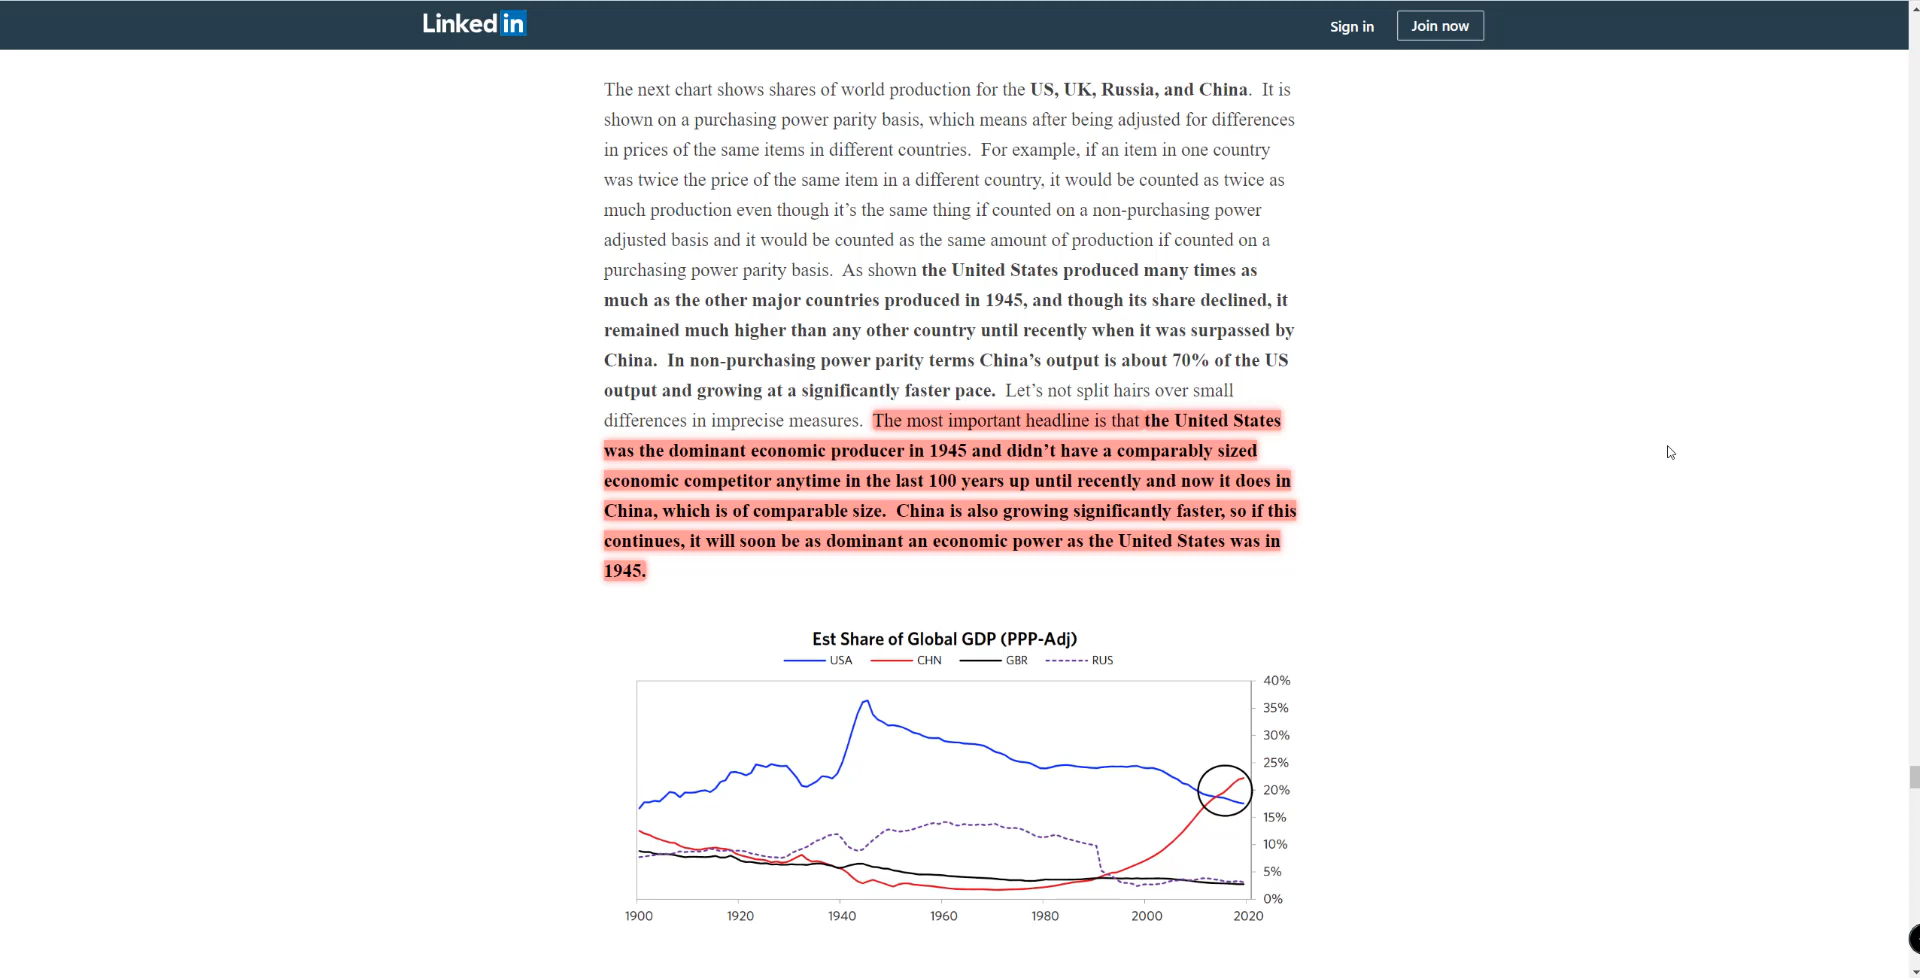 Linked in
Sign in
Join now
The next chart shows shares of world production for the US, UK, Russia, and China.  It is
shown on a purchasing power parity basis, which means after being adjusted for differences
in prices of the same items in different countries.  For example, if an item in one country
was twice the price of the same item in a different country, it would be counted as twice as
much production even though it’s the same thing if counted on a non-purchasing power
adjusted basis and it would be counted as the same amount of production if counted on a
purchasing power parity basis.  As shown the United States produced many times as
much as the other major countries produced in 1945, and though its share declined, it
remained much higher than any other country until recently when it was surpassed by
China.  In non-purchasing power parity terms China’s output is about 70% of the US
output and growing at a significantly faster pace.  Let’s not split hairs over small
differences in imprecise measures.  The most important headline is that the United States
was the dominant economic producer in 1945 and didn’t have a comparably sized
economic competitor anytime in the last 100 years up until recently and now it does in
China, which is of comparable size.  China is also growing significantly faster, so if this
continues, it will soon be as dominant an economic power as the United States was in
1945.
Est Share of Global GDP (PPP-Adj)
USA CHN GBR RUS
40%
35%
30%
25%
20%
15%
10%
5%
0%
1900 1920 1940 1960 1980 2000 2020